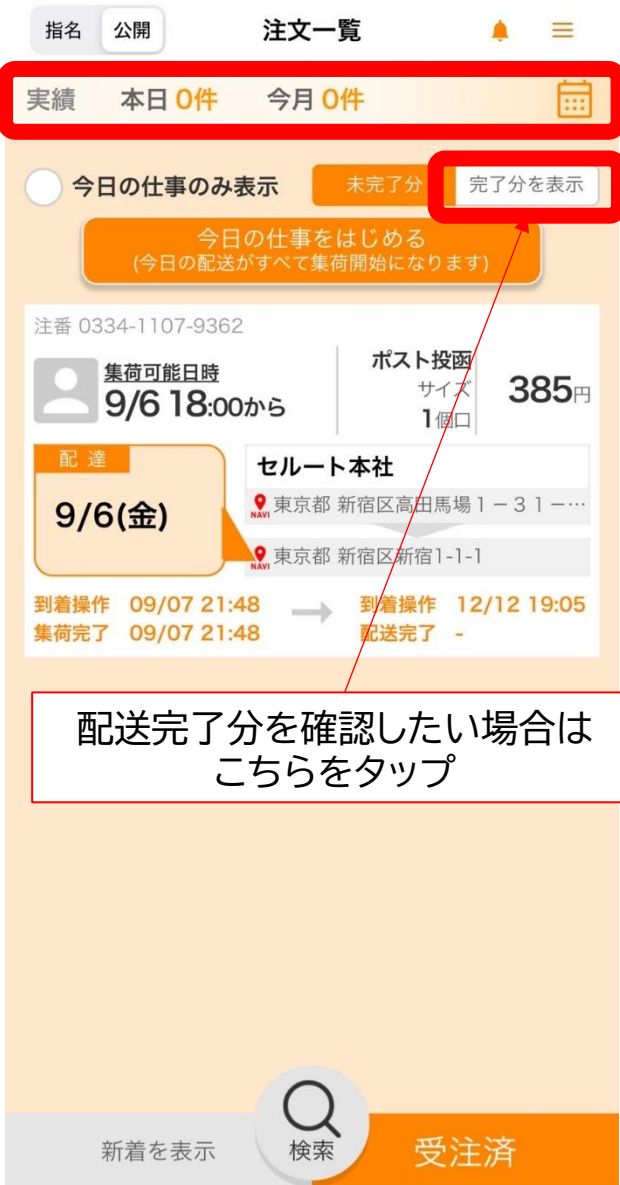 指名 公開 注文一覧
実績 本日 0件 今月 0件
今日の仕事のみ表示 未完了分 完了分を表示
今日の仕事をはじめる
(今日の配送がすべて集荷開始になります)
注番 0334-1107-9362
集荷可能日時
9/6 18:00から
ポスト投函
サイズ
1個口
385円
配達
9/6(金)
セルート本社
NAVI 東京都 新宿区高田馬場1-31-…
NAVI 東京都 新宿区新宿1-1-1
到着操作 09/07 21:48 → 到着操作 12/12 19:05
集荷完了 09/07 21:48 配送完了 -
配送完了分を確認したい場合は
こちらをタップ
新着を表示 検索 受注済